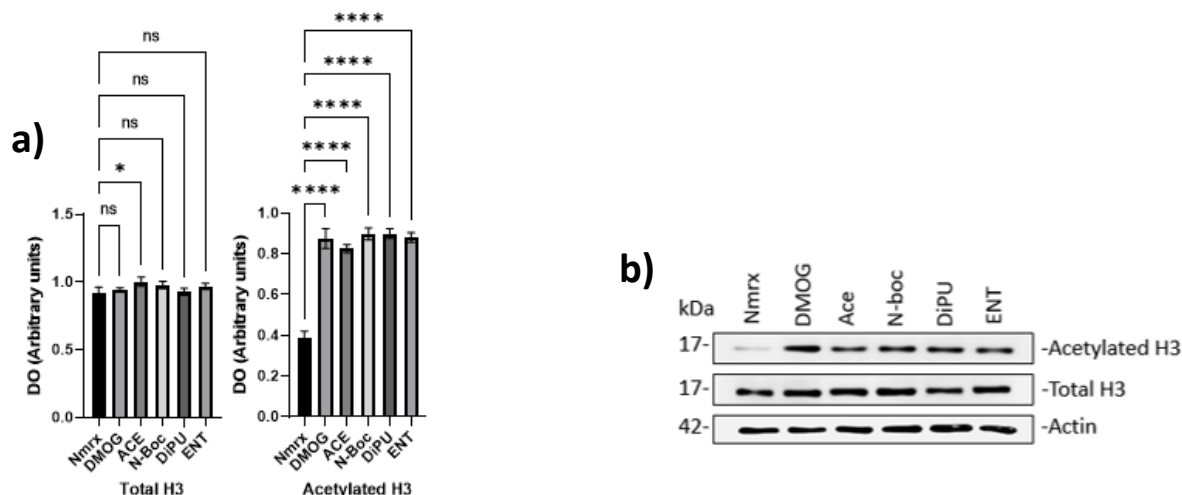 a)
ns
ns
ns
*
ns
DO (Arbitrary units)
1.5
1.0
0.5
0.0
Nmrx
DMOG
ACE
N-Boc
DiPU
ENT
Total H3
****
****
****
****
****
DO (Arbitrary units)
1.0
0.8
0.6
0.4
0.2
0.0
Nmrx
DMOG
ACE
N-Boc
DiPU
ENT
Acetylated H3
b)
kDa
Nmrx
DMOG
Ace
N-boc
DiPU
ENT
17- -Acetylated H3
17- -Total H3
42- -Actin